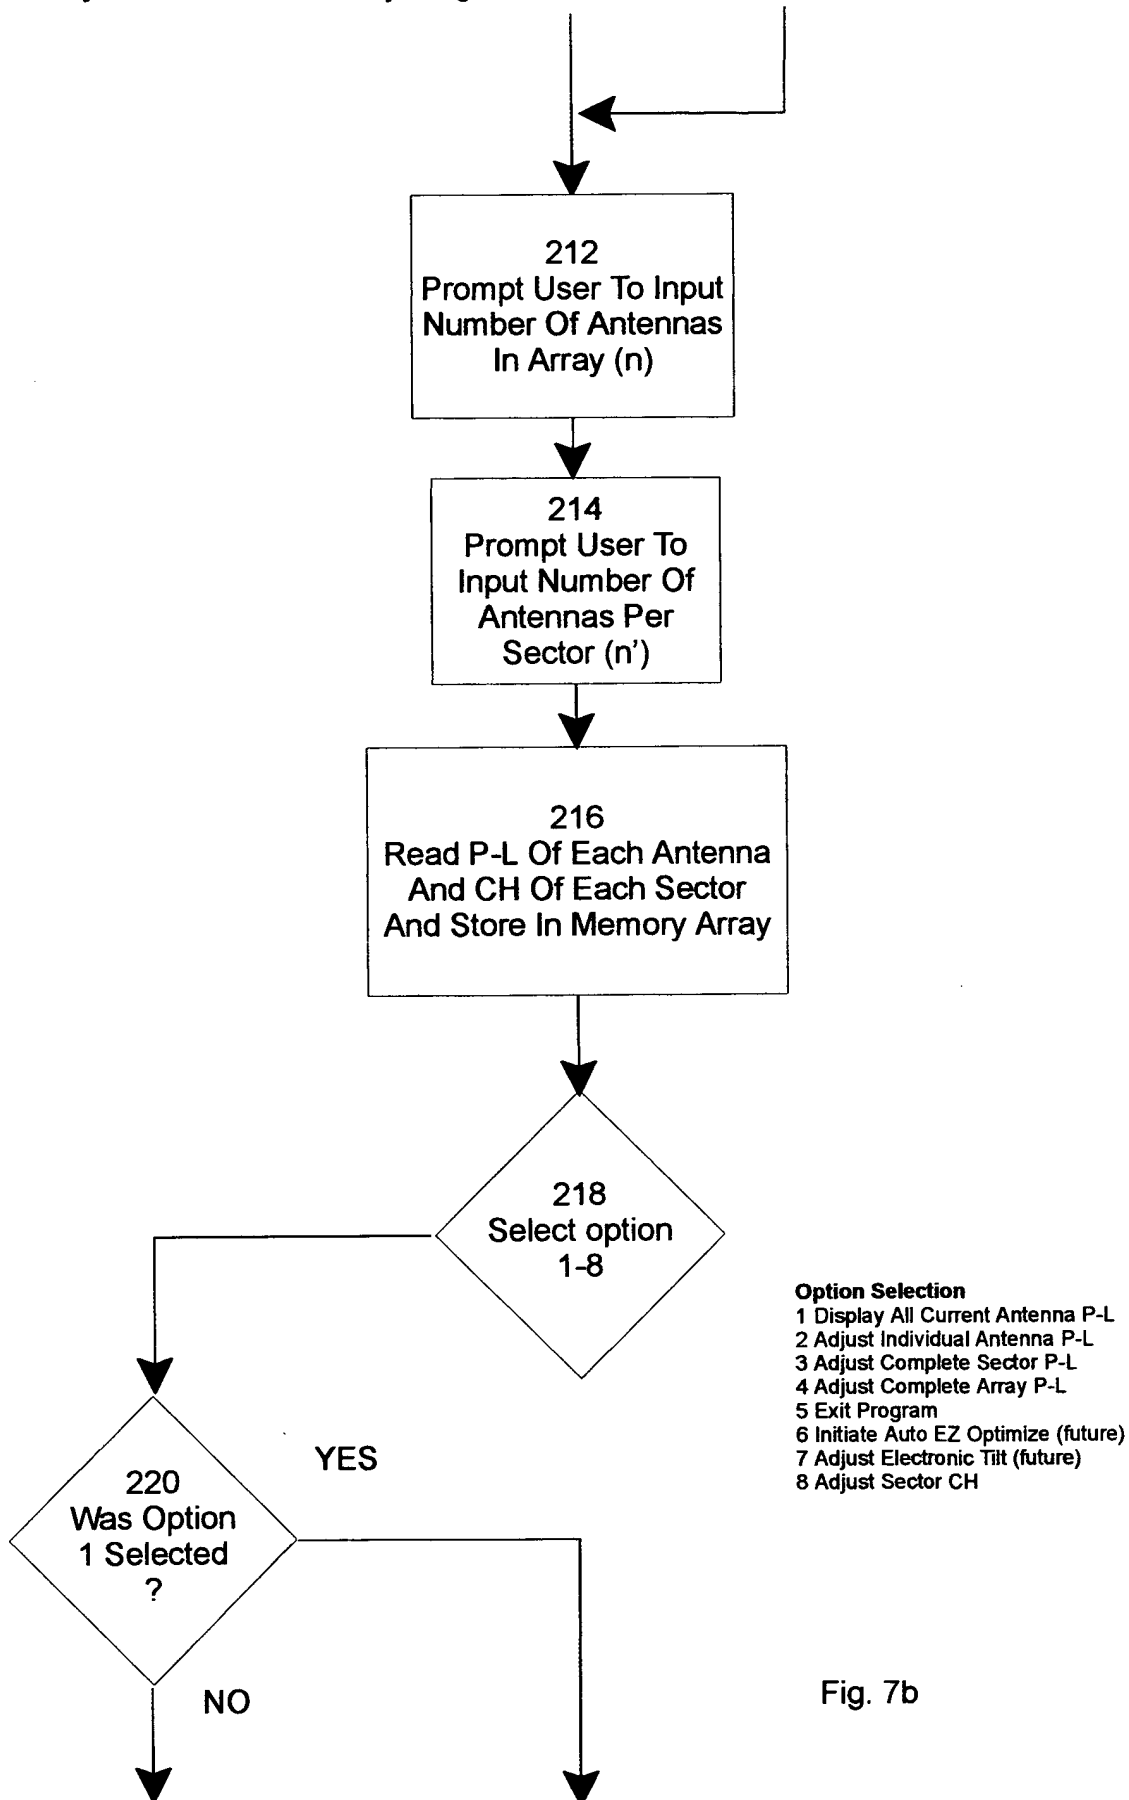 212
Prompt User To Input
Number Of Antennas
In Array (n)
214
Prompt User To
Input Number Of
Antennas Per
Sector (n')
216
Read P-L Of Each Antenna
And CH Of Each Sector
And Store In Memory Array
218
Select option
1-8
Option Selection
1 Display All Current Antenna P-L
2 Adjust Individual Antenna P-L
3 Adjust Complete Sector P-L
4 Adjust Complete Array P-L
5 Exit Program
6 Initiate Auto EZ Optimize (future)
7 Adjust Electronic Tilt (future)
8 Adjust Sector CH
YES
220
Was Option
1 Selected
?
NO
Fig. 7b